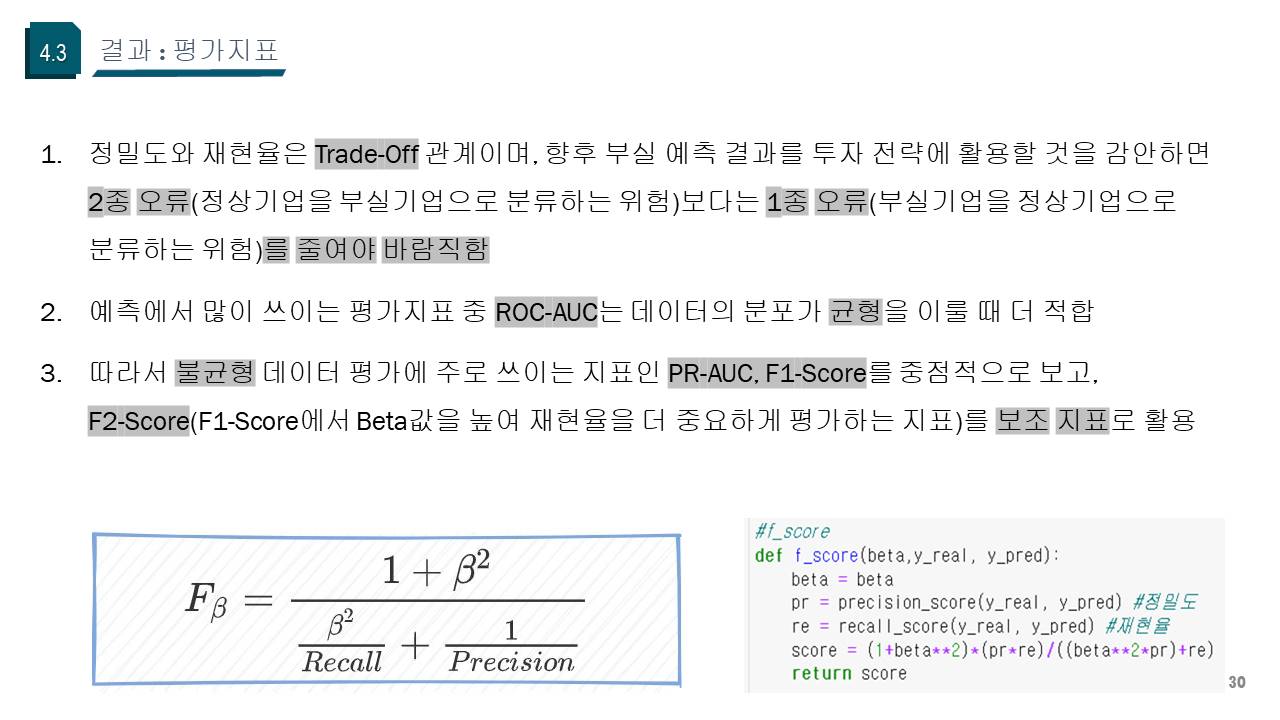 4.3
결과 : 평가지표
1. 정밀도와 재현율은 Trade-Off 관계이며, 향후 부실 예측 결과를 투자 전략에 활용할 것을 감안하면
2종 오류(정상기업을 부실기업으로 분류하는 위험)보다는 1종 오류(부실기업을 정상기업으로
분류하는 위험)를 줄여야 바람직함
2. 예측에서 많이 쓰이는 평가지표 중 ROC-AUC는 데이터의 분포가 균형을 이룰 때 더 적합
3. 따라서 불균형 데이터 평가에 주로 쓰이는 지표인 PR-AUC, F1-Score를 중점적으로 보고,
F2-Score(F1-Score에서 Beta값을 높여 재현율을 더 중요하게 평가하는 지표)를 보조 지표로 활용
1 + β²
Fβ =
β² + 1
Recall Precision
#f_score
def f_score(beta,y_real, y_pred):
beta = beta
pr = precision_score(y_real, y_pred) #정밀도
re = recall_score(y_real, y_pred) #재현율
score = (1+beta**2)*(pr*re)/((beta**2*pr)+re)
return score
30